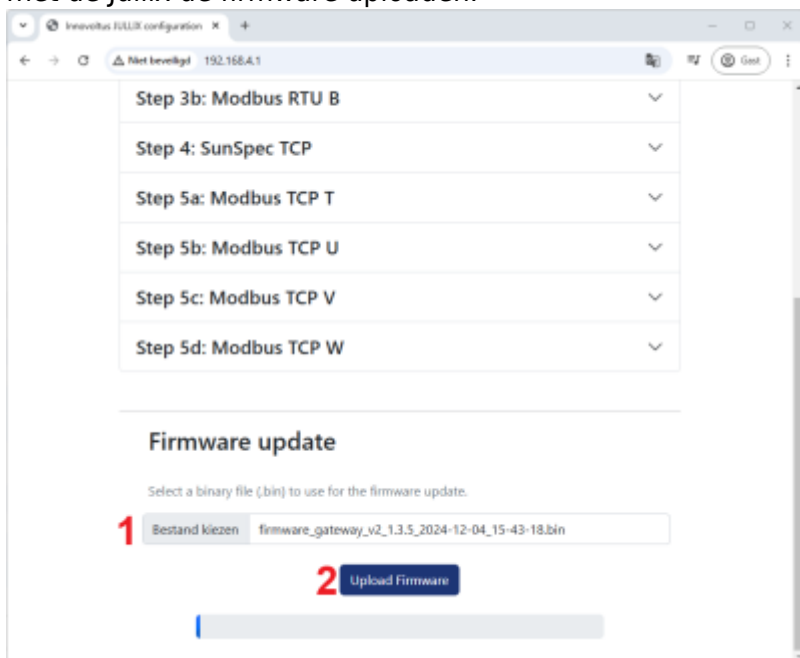 Innovoltus JULLIX configuration
Niet beveiligd 192.168.4.1
Gast
Step 3b: Modbus RTU B
Step 4: SunSpec TCP
Step 5a: Modbus TCP T
Step 5b: Modbus TCP U
Step 5c: Modbus TCP V
Step 5d: Modbus TCP W
Firmware update
Select a binary file (.bin) to use for the firmware update.
1 Bestand kiezen firmware_gateway_v2_1.3.5_2024-12-04_15-43-18.bin
2 Upload Firmware